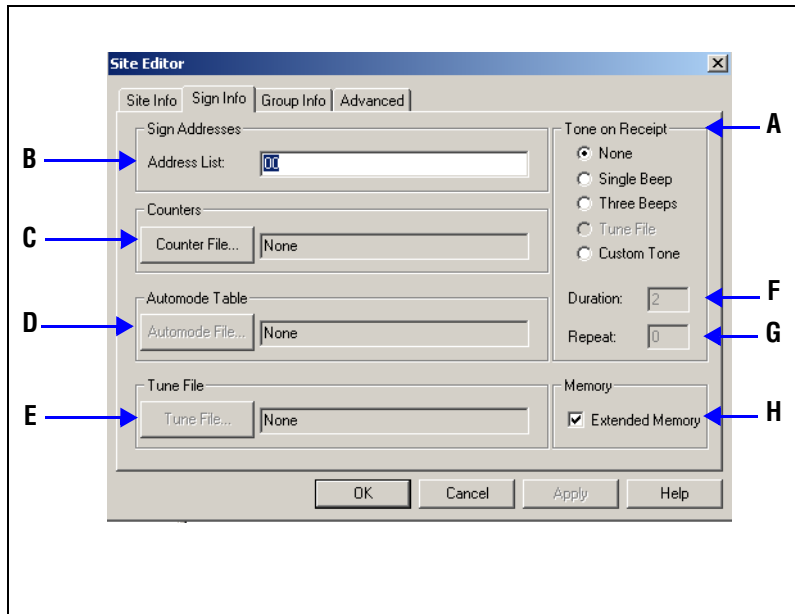 Site Editor
Site Info Sign Info Group Info Advanced
Sign Addresses
Tone on Receipt
A
B
Address List: 00
None
Single Beep
Three Beeps
Tune File
Custom Tone
Counters
C
Counter File... None
Automode Table
D
Automode File... None
Duration: 2
F
Repeat: 0
G
Tune File
E
Tune File... None
Memory
Extended Memory
H
OK Cancel Apply Help